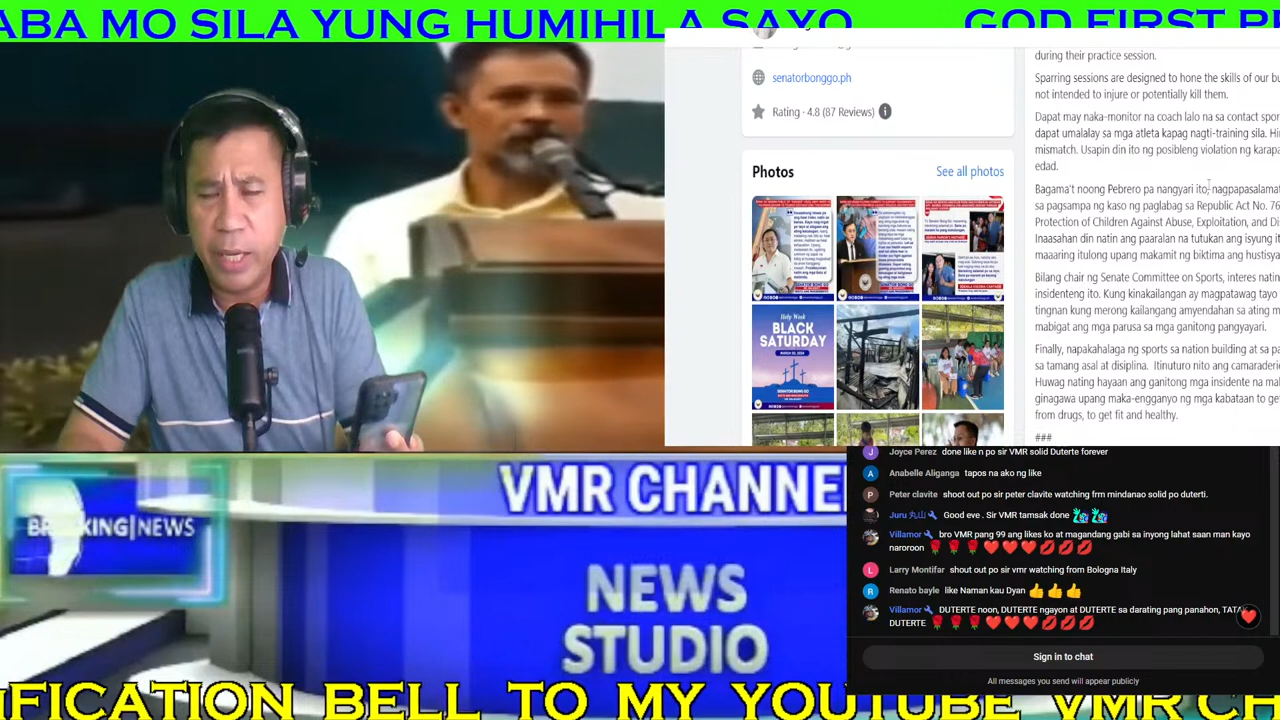 ABA MO SILA YUNG HUMIHILA SAYO GOD FIRST
senatorbonggo.ph
Rating · 4.8 (87 Reviews)
Photos
See all photos
Holy Week
BLACK
SATURDAY
during their practice session.
Sparring sessions are designed to hone the skills of our
not intended to injure or potentially kill them.
Dapat may naka-monitor na coach lalo na sa contact
dapat umalalay sa mga atleta kapag nagti-training sila.
mismatch. Usapin din ito ng posibleng violation ng
edad.
Bagama't noong Pebrero pa nangyari ito,
sa pagsampa ng kaso ng paglabag sa Republic Act No. 76
Protection of Children Against Abuse, Exploitation, and
Inaasahan din natin ang paaralan na tutukan ang isyung
maaaring itulong upang makamit ng biktima ang
Bilang chair ng Senate Committee on Sports, interes
insidenteng ito. Kung kinakailangan ay magpatawag tayo
tingnan kung merong kailangang amyendahan sa ating
mabigat ang mga parusa sa mga ganitong pangyayari.
Finally, napakahalaga ng sports sa nation building at sa
sa tamang asal at disiplina. Itinuturo nito ang
Huwag nating hayaan ang ganitong mga insidente na
ginagawa upang maka-engganyo ng mga kabataan to
from drugs, to get fit and healthy.
###
Joyce Perez done like n po sir VMR solid Duterte forever
Anabelle Aliganga tapos na ako ng like
Peter clavite shoot out po sir peter clavite watching frm mindanao solid po duterti.
Juru 丸山 Good eve . Sir VMR tamsak done
Villamor bro VMR pang 99 ang likes ko at magandang gabi sa inyong lahat saan man kayo
naroroon 🌹🌹🌹❤️❤️❤️💋💋💋
Larry Montifar shout out po sir vmr watching from Bologna Italy
Renato bayle like Naman kau Dyan 👍👍👍
Villamor DUTERTE noon, DUTERTE ngayon at DUTERTE sa darating pang panahon,
DUTERTE 🌹🌹🌹❤️❤️❤️💋💋💋
Sign in to chat
All messages you send will appear publicly
VMR CHANNE
BREAKING NEWS
NEWS
STUDIO
IFICATION BELL TO MY YOUTUBE VMR CH